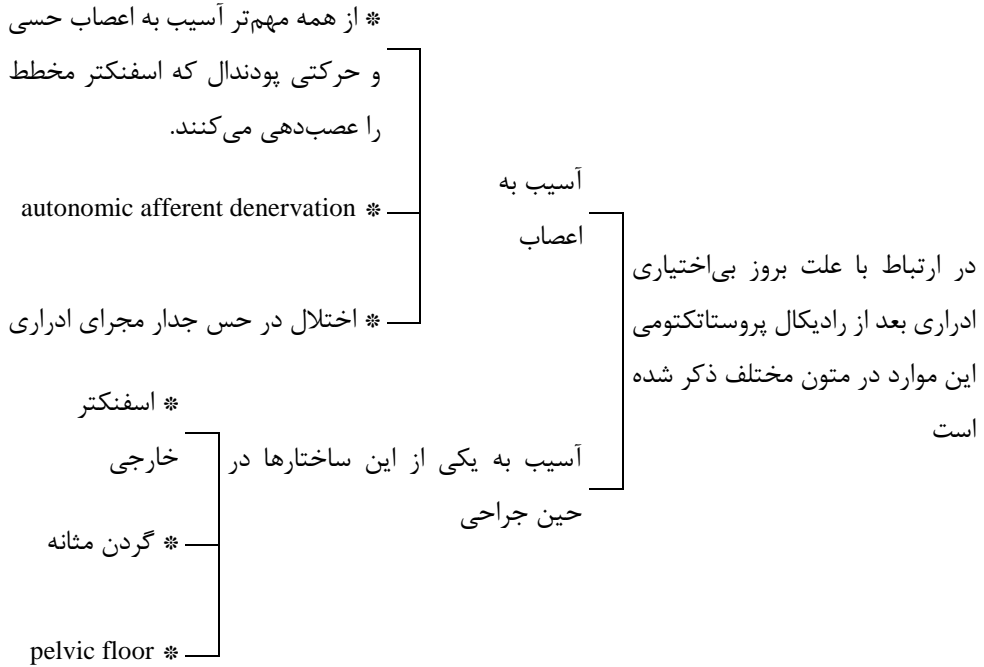 در ارتباط با علت بروز بی‌اختیاری
ادراری بعد از رادیکال پروستاتکتومی
این موارد در متون مختلف ذکر شده
است
آسیب به
اعصاب
* از همه مهم‌تر آسیب به اعصاب حسی
و حرکتی پودندال که اسفنکتر مخطط
را عصب‌دهی می‌کنند.
* autonomic afferent denervation
* اختلال در حس جدار مجرای ادراری
آسیب به یکی از این ساختارها در
حین جراحی
* اسفنکتر
خارجی
* گردن مثانه
* pelvic floor